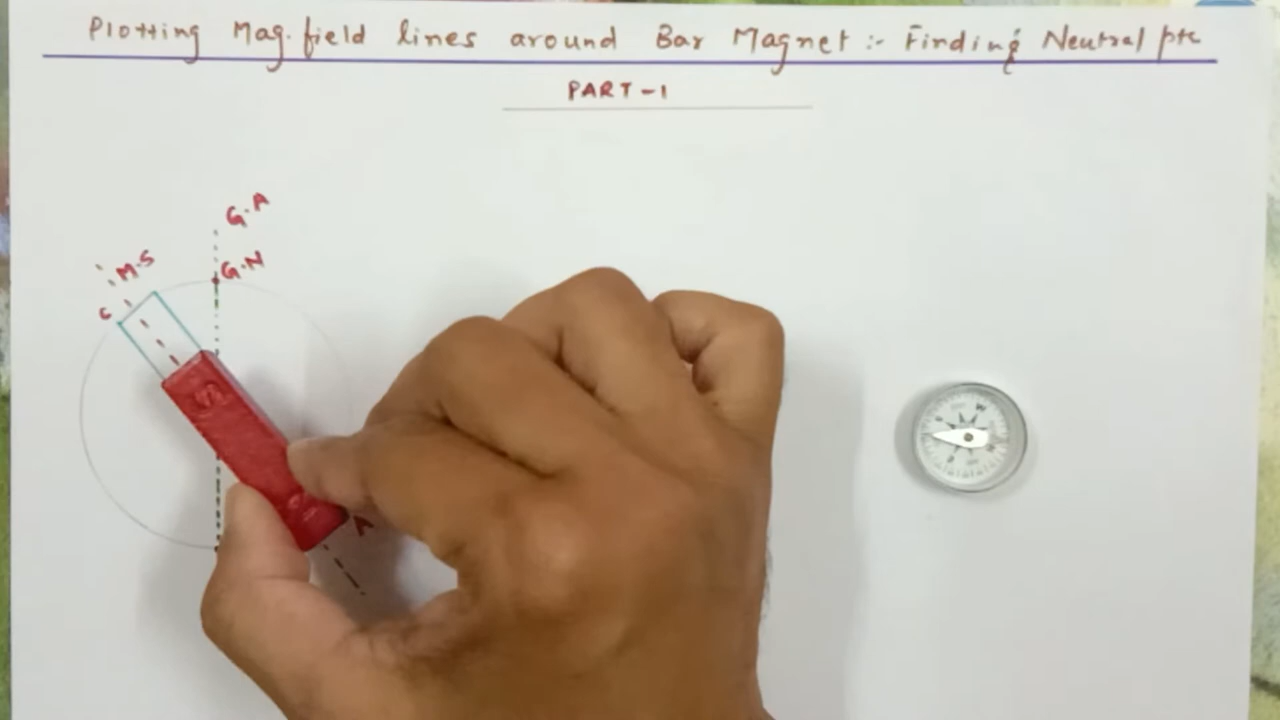 Plotting Mag. field lines around Bar Magnet :- Finding Neutral pts
PART-1
G.A
G.N
M.S
C
A